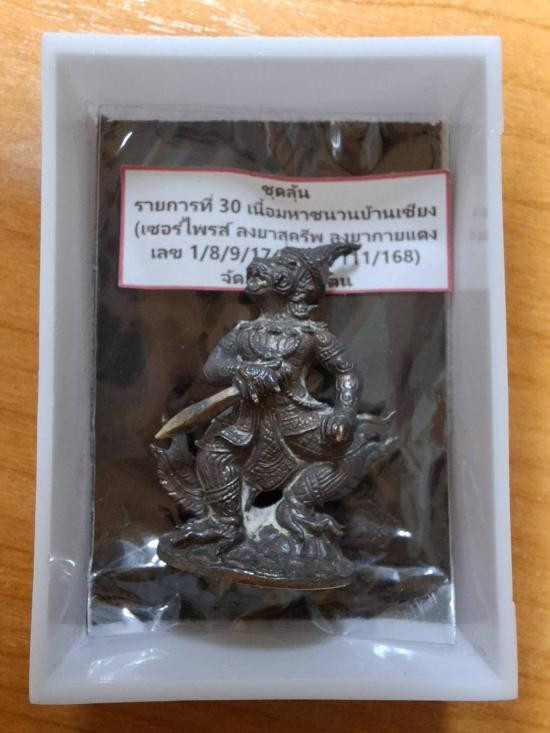 ชุดลุ้น
รายการที่ 30 เนื้อมหาชนวนบ้านเชียง
(เซอร์ไพรส์ ลงยาสุครีพ ลงยากายแดง
เลข 1/8/9/17/ 111/168)
จัด